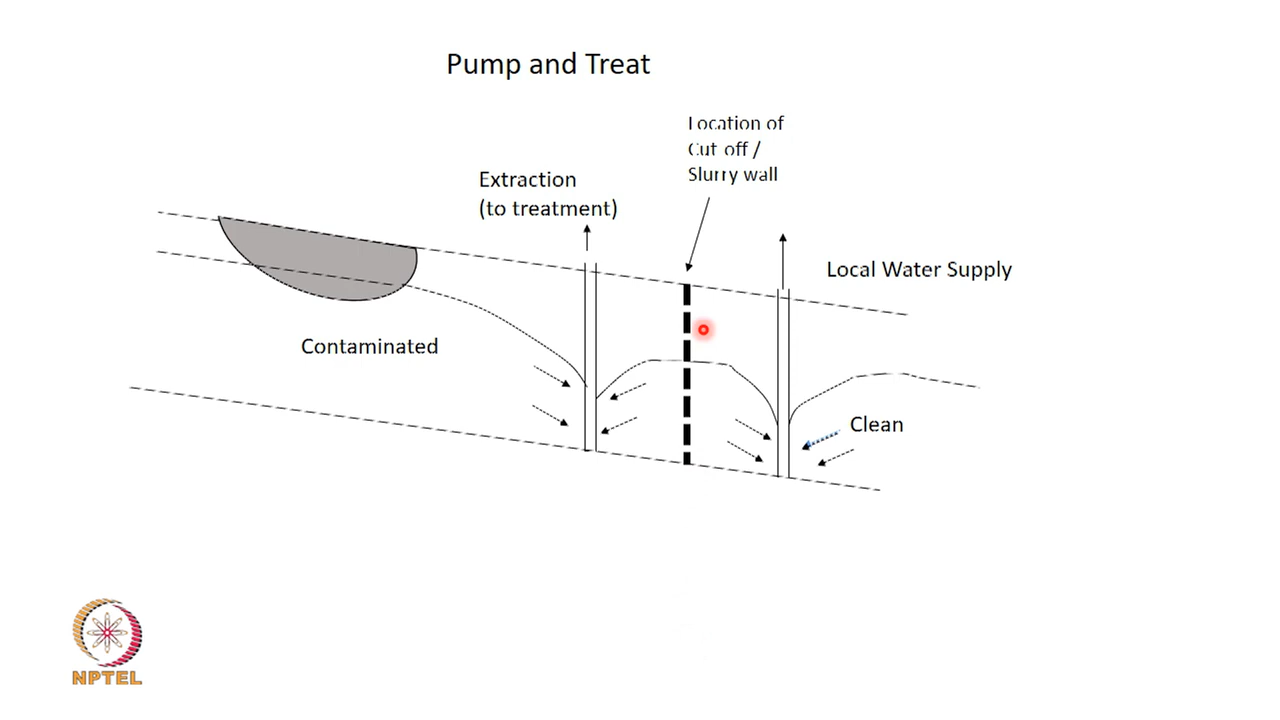 Pump and Treat
Location of
Cut off /
Slurry wall
Extraction
(to treatment)
Local Water Supply
Contaminated
Clean
NPTEL